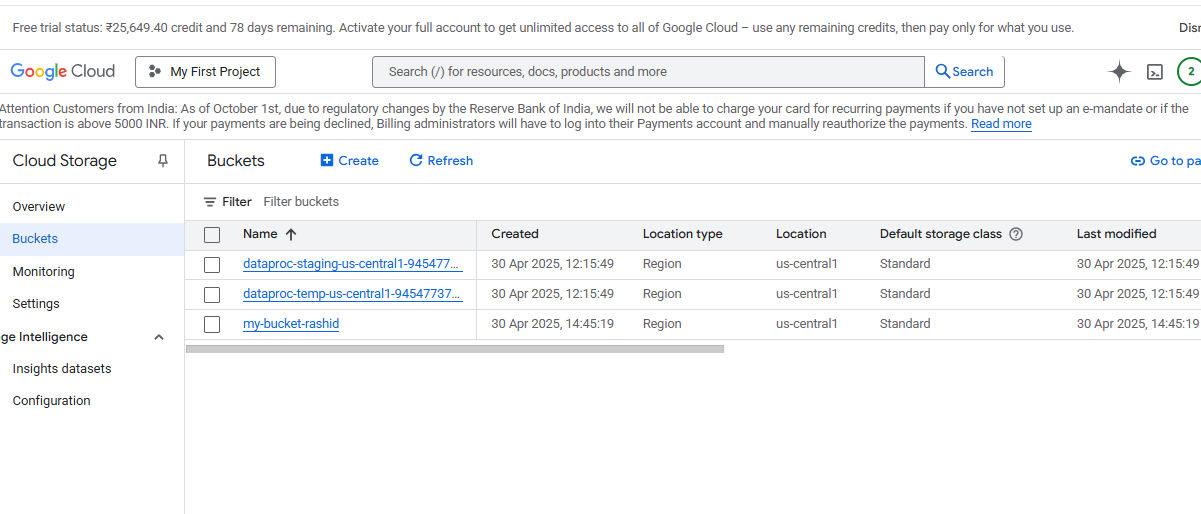 Free trial status: ₹25,649.40 credit and 78 days remaining. Activate your full account to get unlimited access to all of Google Cloud – use any remaining credits, then pay only for what you use.
Google Cloud My First Project Search (/) for resources, docs, products and more Search 2
Attention Customers from India: As of October 1st, due to regulatory changes by the Reserve Bank of India, we will not be able to charge your card for recurring payments if you have not set up an e-mandate or if the
transaction is above 5000 INR. If your payments are being declined, Billing administrators will have to log into their Payments account and manually reauthorize the payments. Read more
Cloud Storage
Buckets Create Refresh Go to
Overview
Buckets
Monitoring
Settings
Intelligence
Insights datasets
Configuration
Filter Filter buckets
Name Created Location type Location Default storage class Last modified
dataproc-staging-us-central1-945477... 30 Apr 2025, 12:15:49 Region us-central1 Standard 30 Apr 2025, 12:15:49
dataproc-temp-us-central1-94547737... 30 Apr 2025, 12:15:49 Region us-central1 Standard 30 Apr 2025, 12:15:49
my-bucket-rashid 30 Apr 2025, 14:45:19 Region us-central1 Standard 30 Apr 2025, 14:45:19